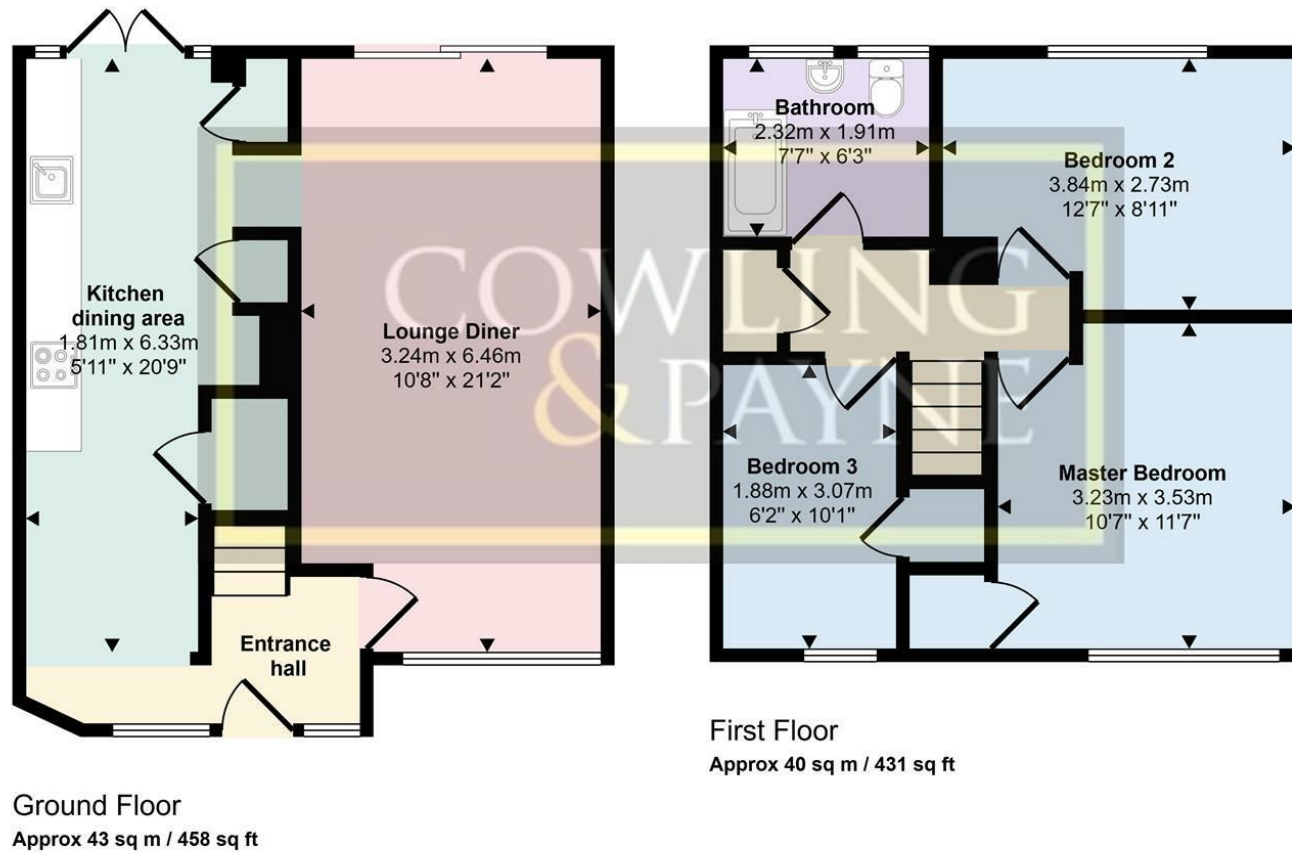 Kitchen
dining area
1.81m x 6.33m
5'11" x 20'9"
Lounge Diner
3.24m x 6.46m
10'8" x 21'2"
Entrance
hall
Ground Floor
Approx 43 sq m / 458 sq ft
Bathroom
2.32m x 1.91m
7'7" x 6'3"
Bedroom 2
3.84m x 2.73m
12'7" x 8'11"
Bedroom 3
1.88m x 3.07m
6'2" x 10'1"
Master Bedroom
3.23m x 3.53m
10'7" x 11'7"
First Floor
Approx 40 sq m / 431 sq ft
COWLING
& PAYNE